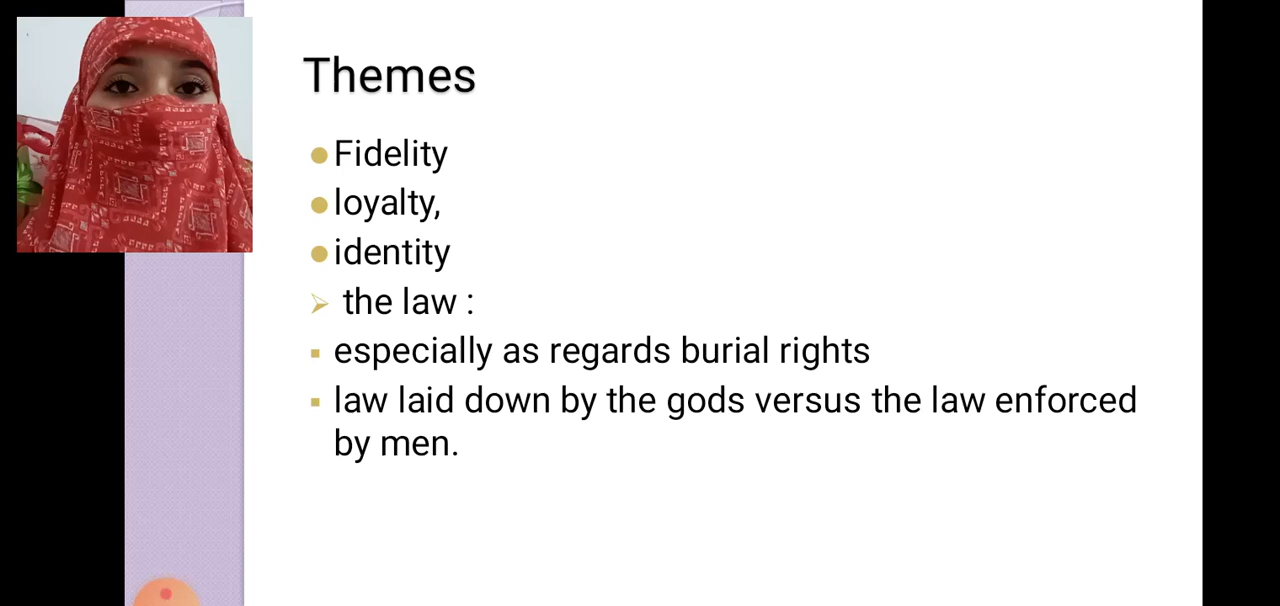 Themes
Fidelity
loyalty,
identity
the law :
especially as regards burial rights
law laid down by the gods versus the law enforced
by men.